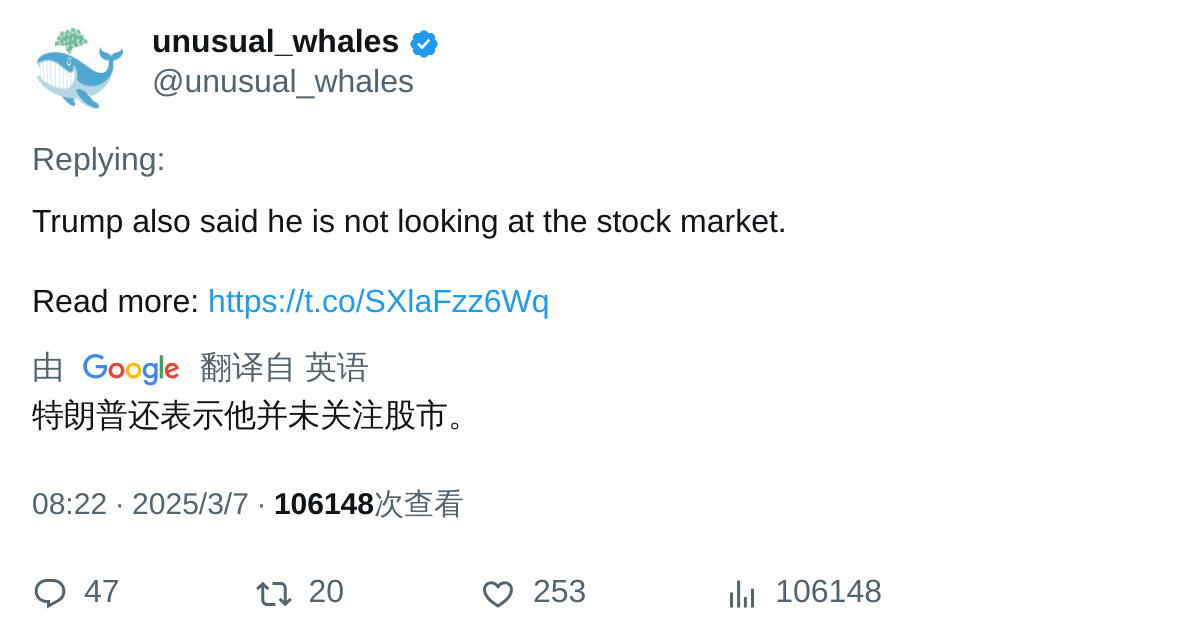 unusual_whales
@unusual_whales
Replying:
Trump also said he is not looking at the stock market.
Read more: https://t.co/SXlaFzz6Wq
由 Google 翻译自 英语
特朗普还表示他并未关注股市。
08:22 · 2025/3/7 · 106148次查看
47 20 253 106148